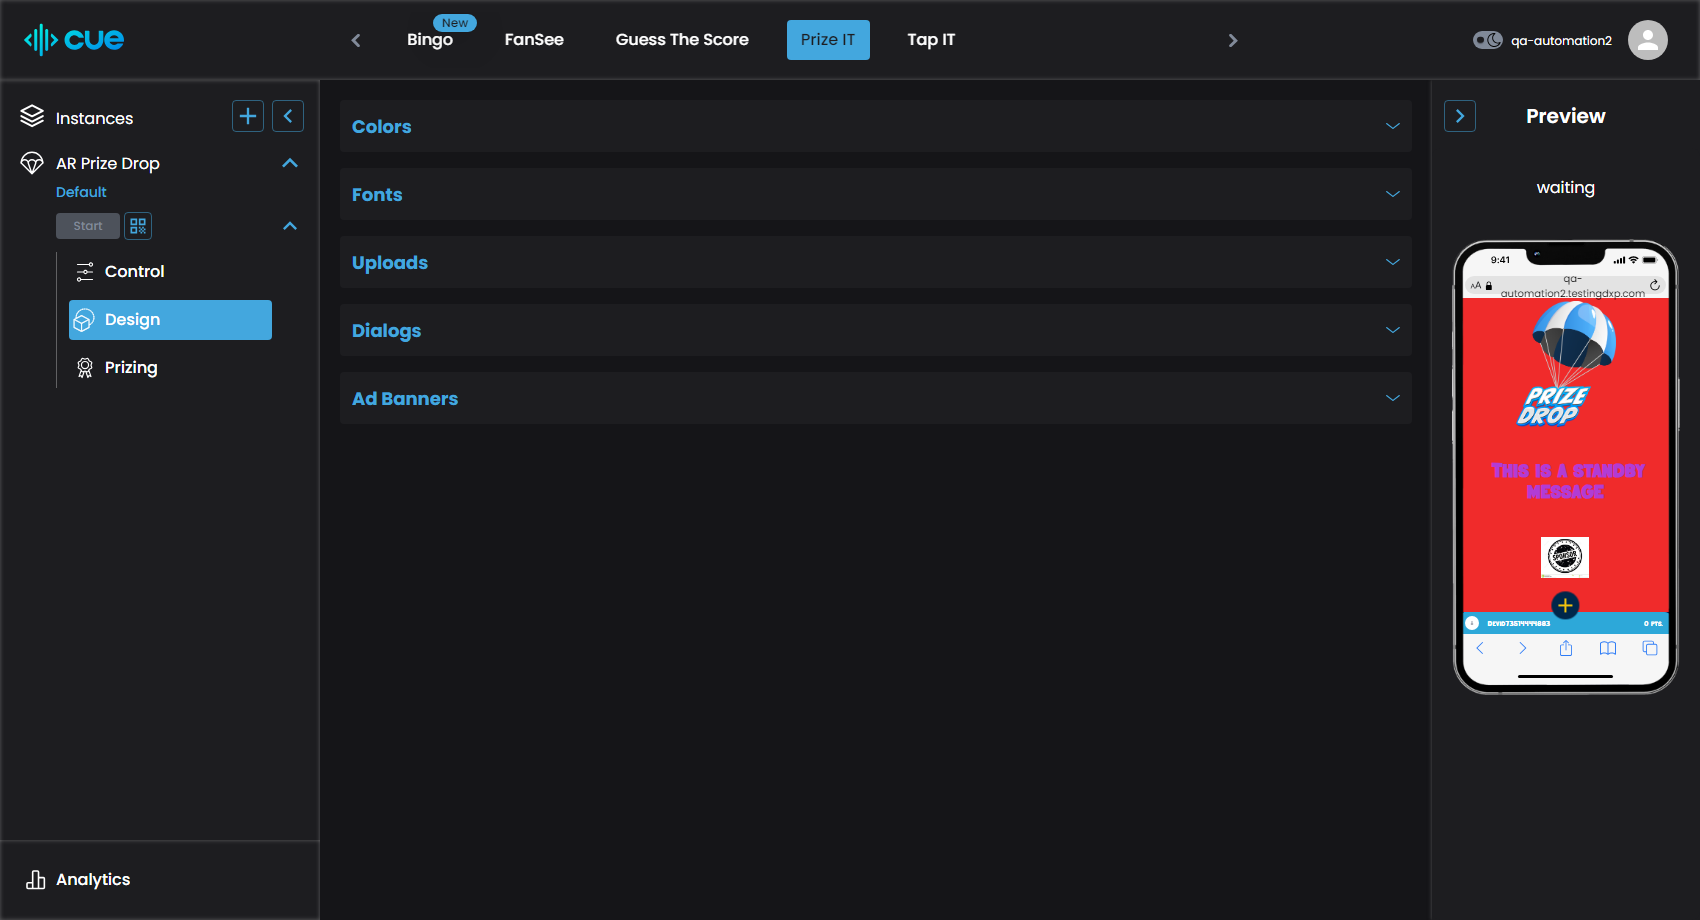 cue
Bingo
New
FanSee
Guess The Score
Prize IT
Tap IT
qa-automation2
Instances
AR Prize Drop
Default
Start
Control
Design
Prizing
Analytics
Colors
Fonts
Uploads
Dialogs
Ad Banners
Preview
waiting
9:41
AA
qa-
automation2.testingdxp.com
PRIZE
DROP
THIS IS A STANDBY
MESSAGE
SPONSOR
0 PTS.